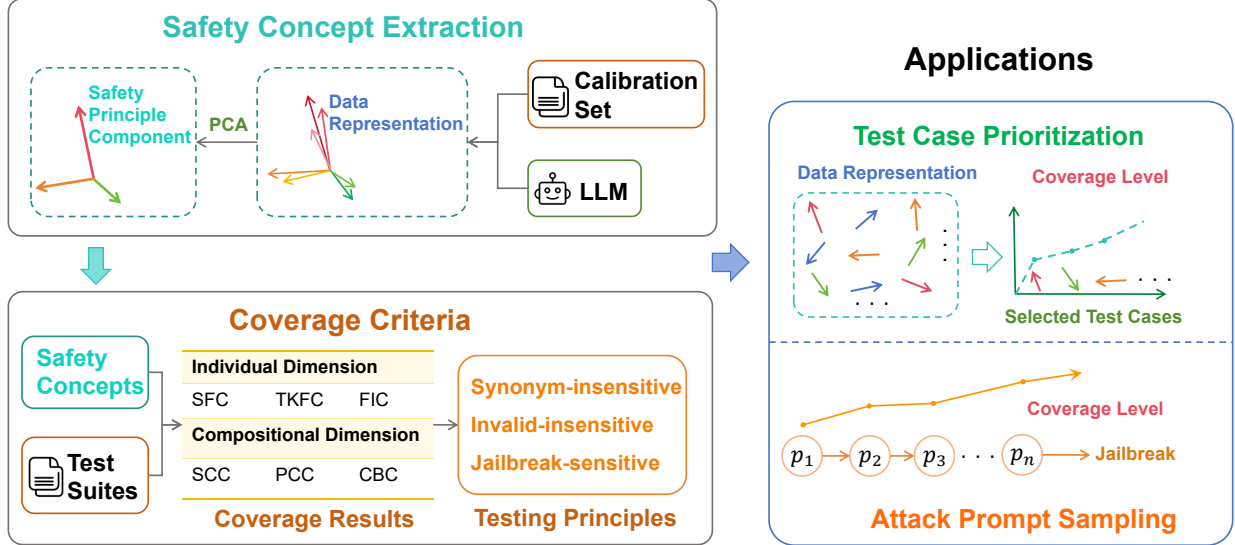 Safety Concept Extraction
Safety
Principle
Component
PCA
Data
Representation
Calibration
Set
LLM
Coverage Criteria
Safety
Concepts
Test
Suites
Individual Dimension
SFC TKFC FIC
Compositional Dimension
SCC PCC CBC
Coverage Results
Synonym-insensitive
Invalid-insensitive
Jailbreak-sensitive
Testing Principles
Applications
Test Case Prioritization
Data Representation
Coverage Level
. . .
. . .
. . .
Selected Test Cases
Coverage Level
p₁ p₂ p₃ · · · pₙ Jailbreak
Attack Prompt Sampling